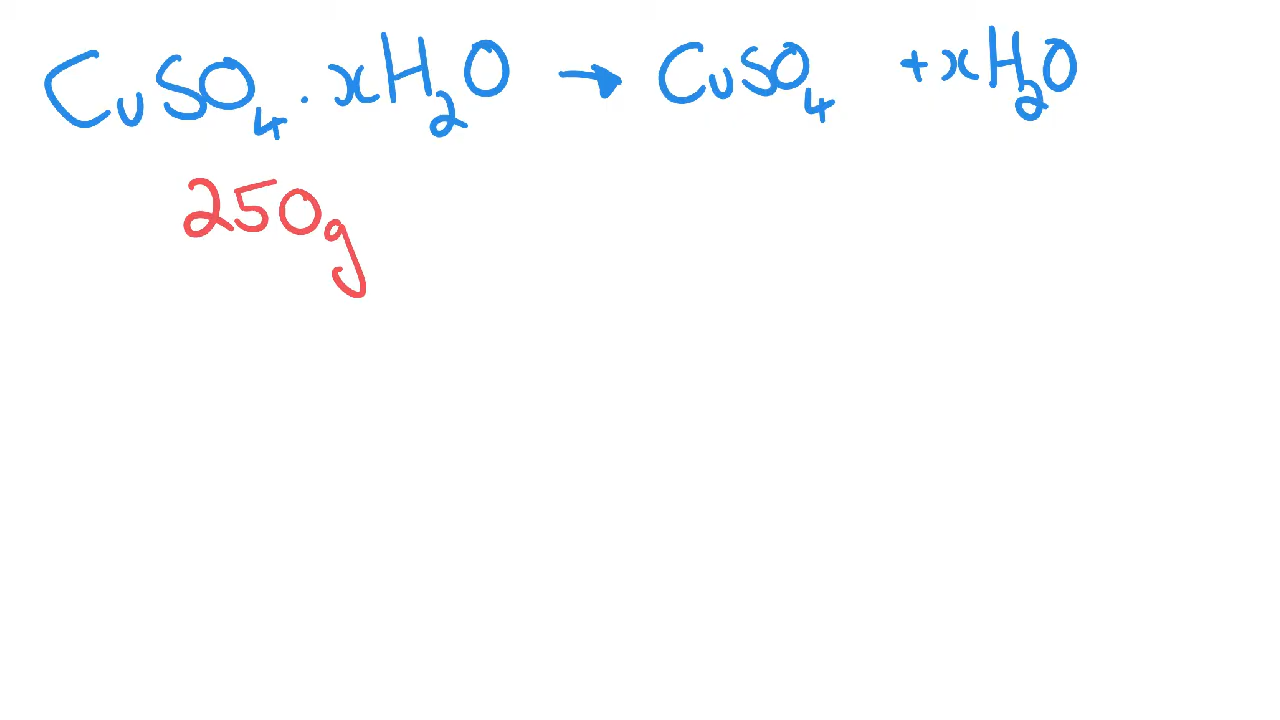 CuSO₄ . xH₂O → CuSO₄ + xH₂O
250g